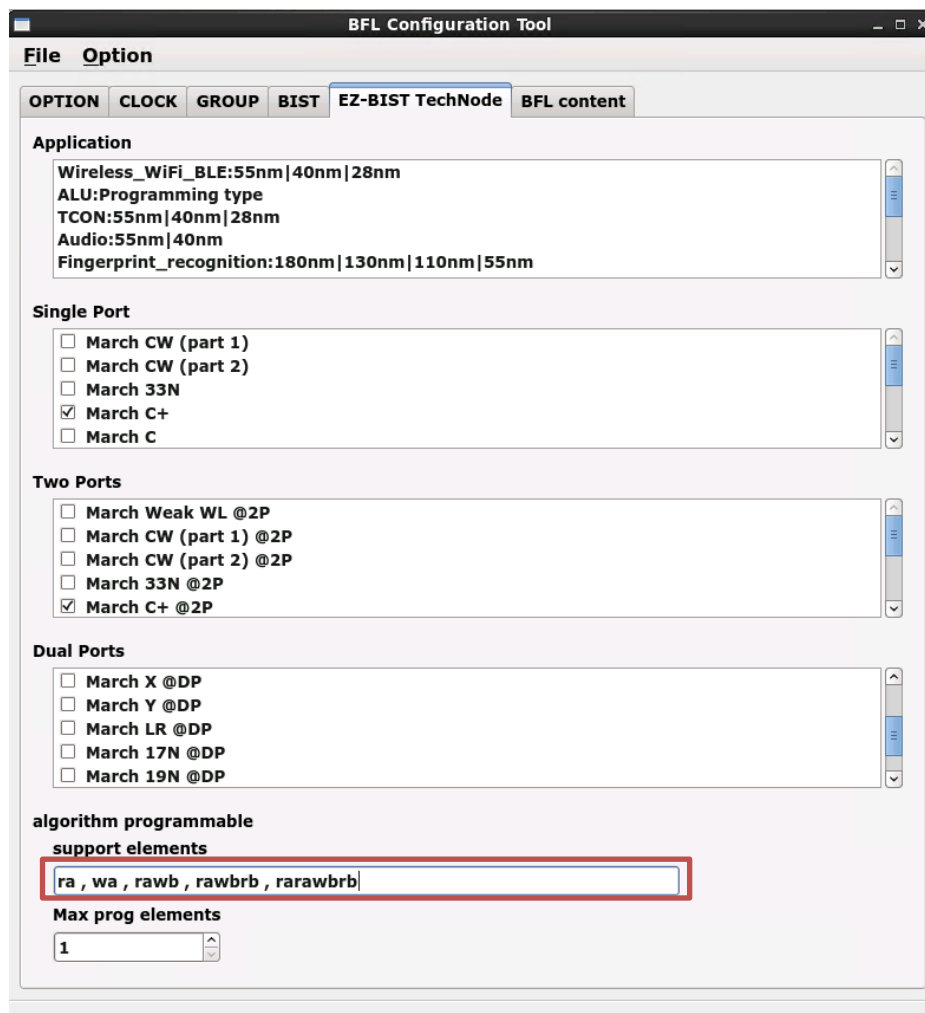 BFL Configuration Tool
File Option
OPTION CLOCK GROUP BIST EZ-BIST TechNode BFL content
Application
Wireless_WiFi_BLE:55nm|40nm|28nm
ALU:Programming type
TCON:55nm|40nm|28nm
Audio:55nm|40nm
Fingerprint_recognition:180nm|130nm|110nm|55nm
Single Port
March CW (part 1)
March CW (part 2)
March 33N
March C+
March C
Two Ports
March Weak WL @2P
March CW (part 1) @2P
March CW (part 2) @2P
March 33N @2P
March C+ @2P
Dual Ports
March X @DP
March Y @DP
March LR @DP
March 17N @DP
March 19N @DP
algorithm programmable
support elements
ra , wa , rawb , rawbrb , rarawbrb
Max prog elements
1